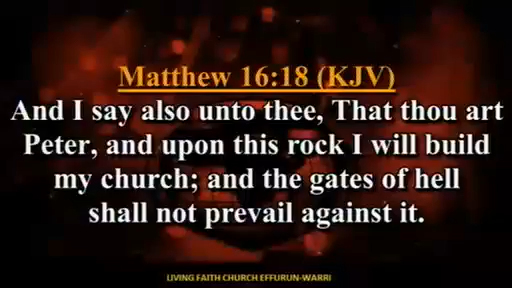 Matthew 16:18 (KJV)
And I say also unto thee, That thou art
Peter, and upon this rock I will build
my church; and the gates of hell
shall not prevail against it.
LIVING FAITH CHURCH EFFURUN-WARRI